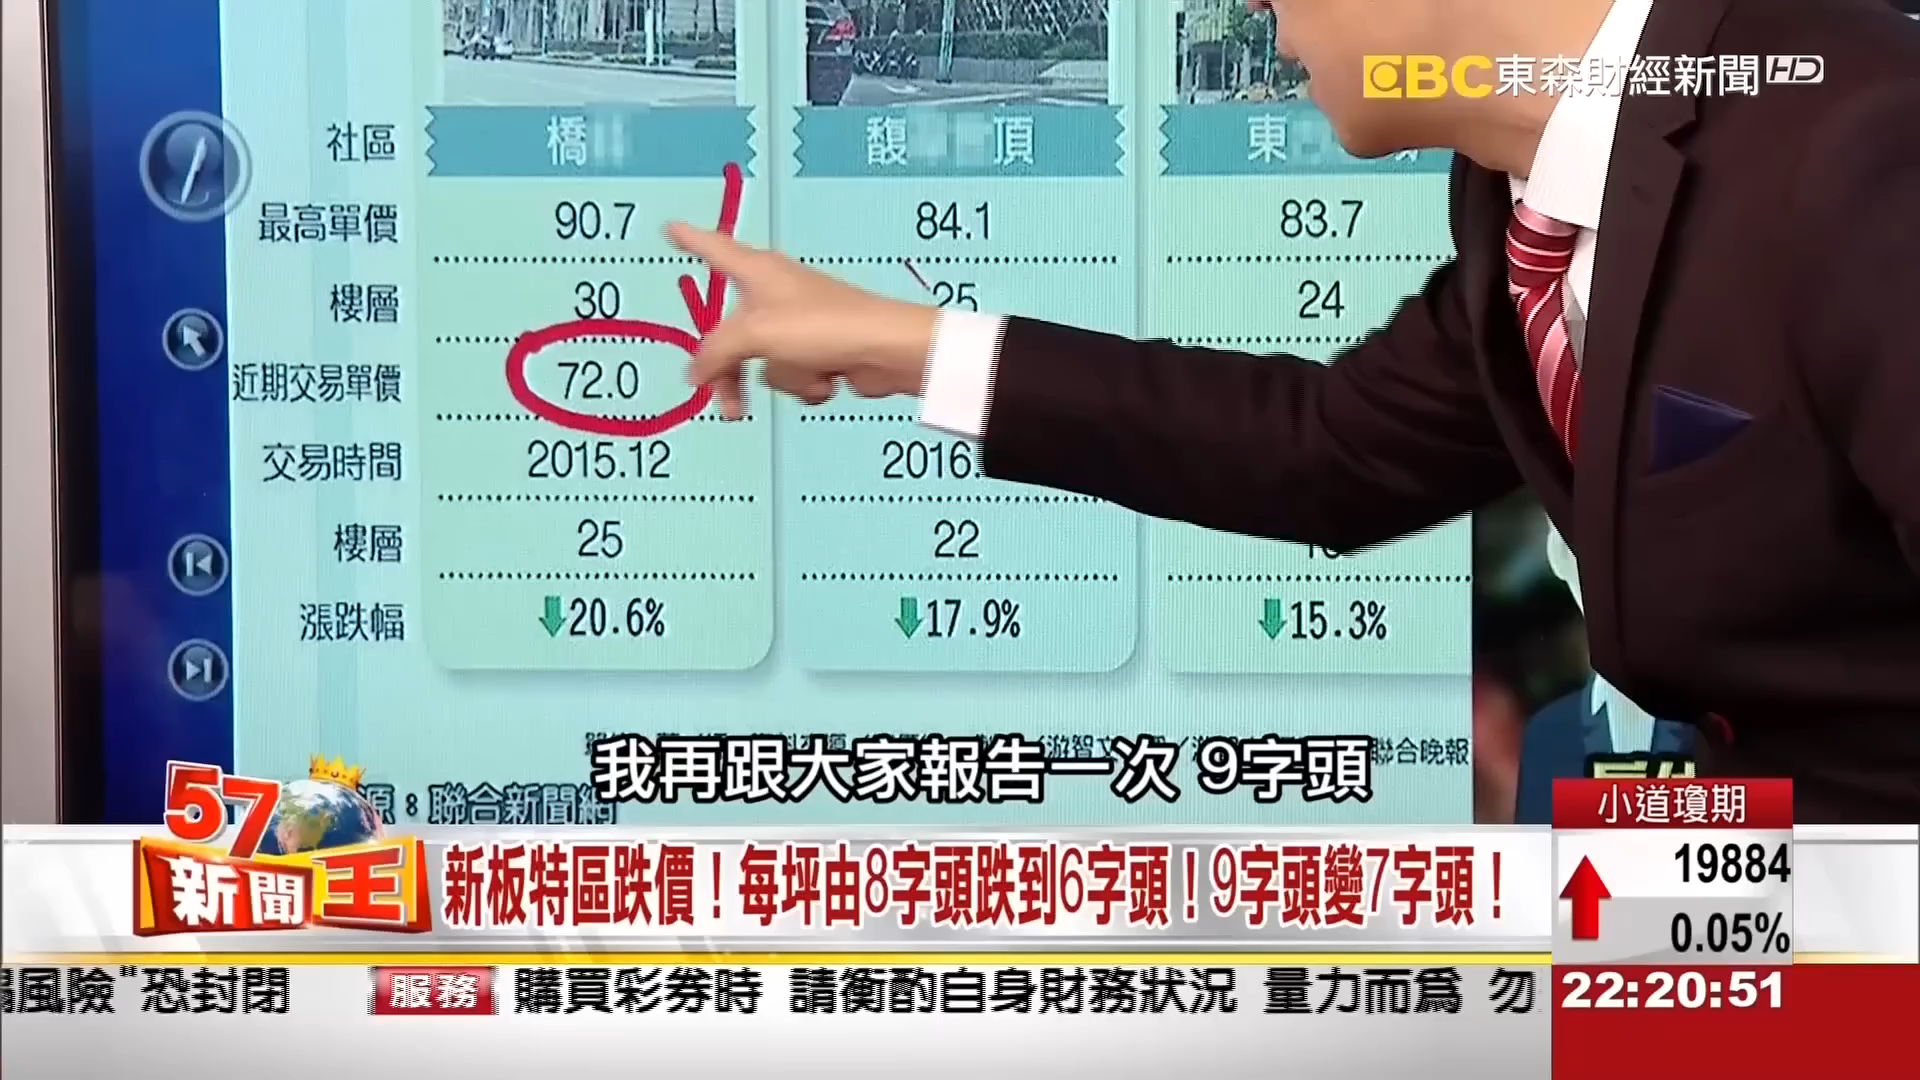 EBC東森財經新聞HD
社區 橋 馥 頂 東
最高單價 90.7 84.1 83.7
樓層 30 25 24
近期交易單價 72.0
交易時間 2015.12 2016.
樓層 25 22
漲跌幅 20.6% 17.9% 15.3%
聯合晚報
源：聯合新聞網
我再跟大家報告一次 9字頭
57新聞王
新板特區跌價！每坪由8字頭跌到6字頭！9字頭變7字頭！
小道瓊期
19884
0.05%
風險"恐封閉 服務 購買彩券時 請衡酌自身財務狀況 量力而為 勿
22:20:51